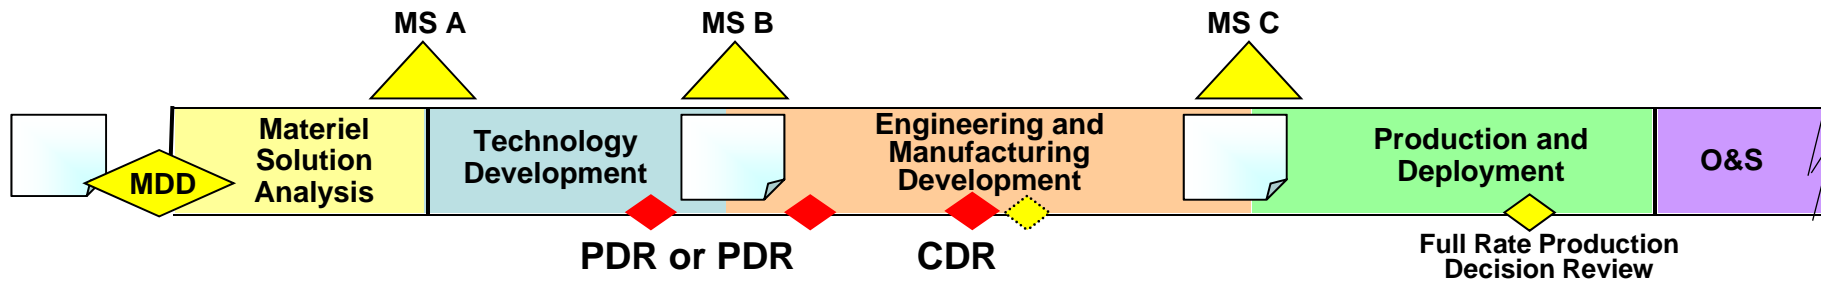 MS A
MS B
MS C
MDD
Materiel
Solution
Analysis
Technology
Development
Engineering and
Manufacturing
Development
Production and
Deployment
O&S
PDR or PDR
CDR
Full Rate Production
Decision Review